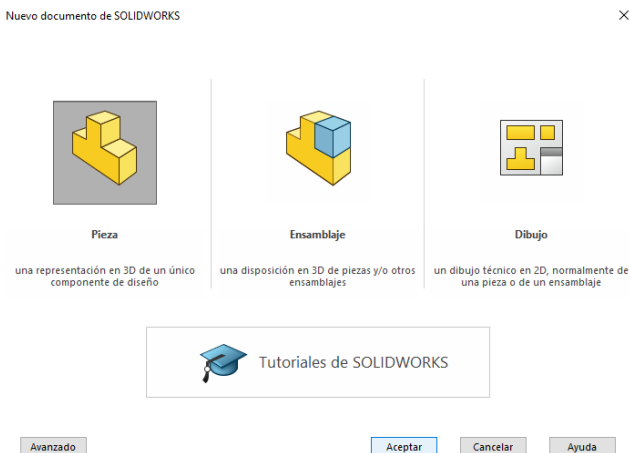 Nuevo documento de SOLIDWORKS
Pieza
una representación en 3D de un único
componente de diseño
Ensamblaje
una disposición en 3D de piezas y/o otros
ensamblajes
Dibujo
un dibujo técnico en 2D, normalmente de
una pieza o de un ensamblaje
Tutoriales de SOLIDWORKS
Avanzado
Aceptar
Cancelar
Ayuda